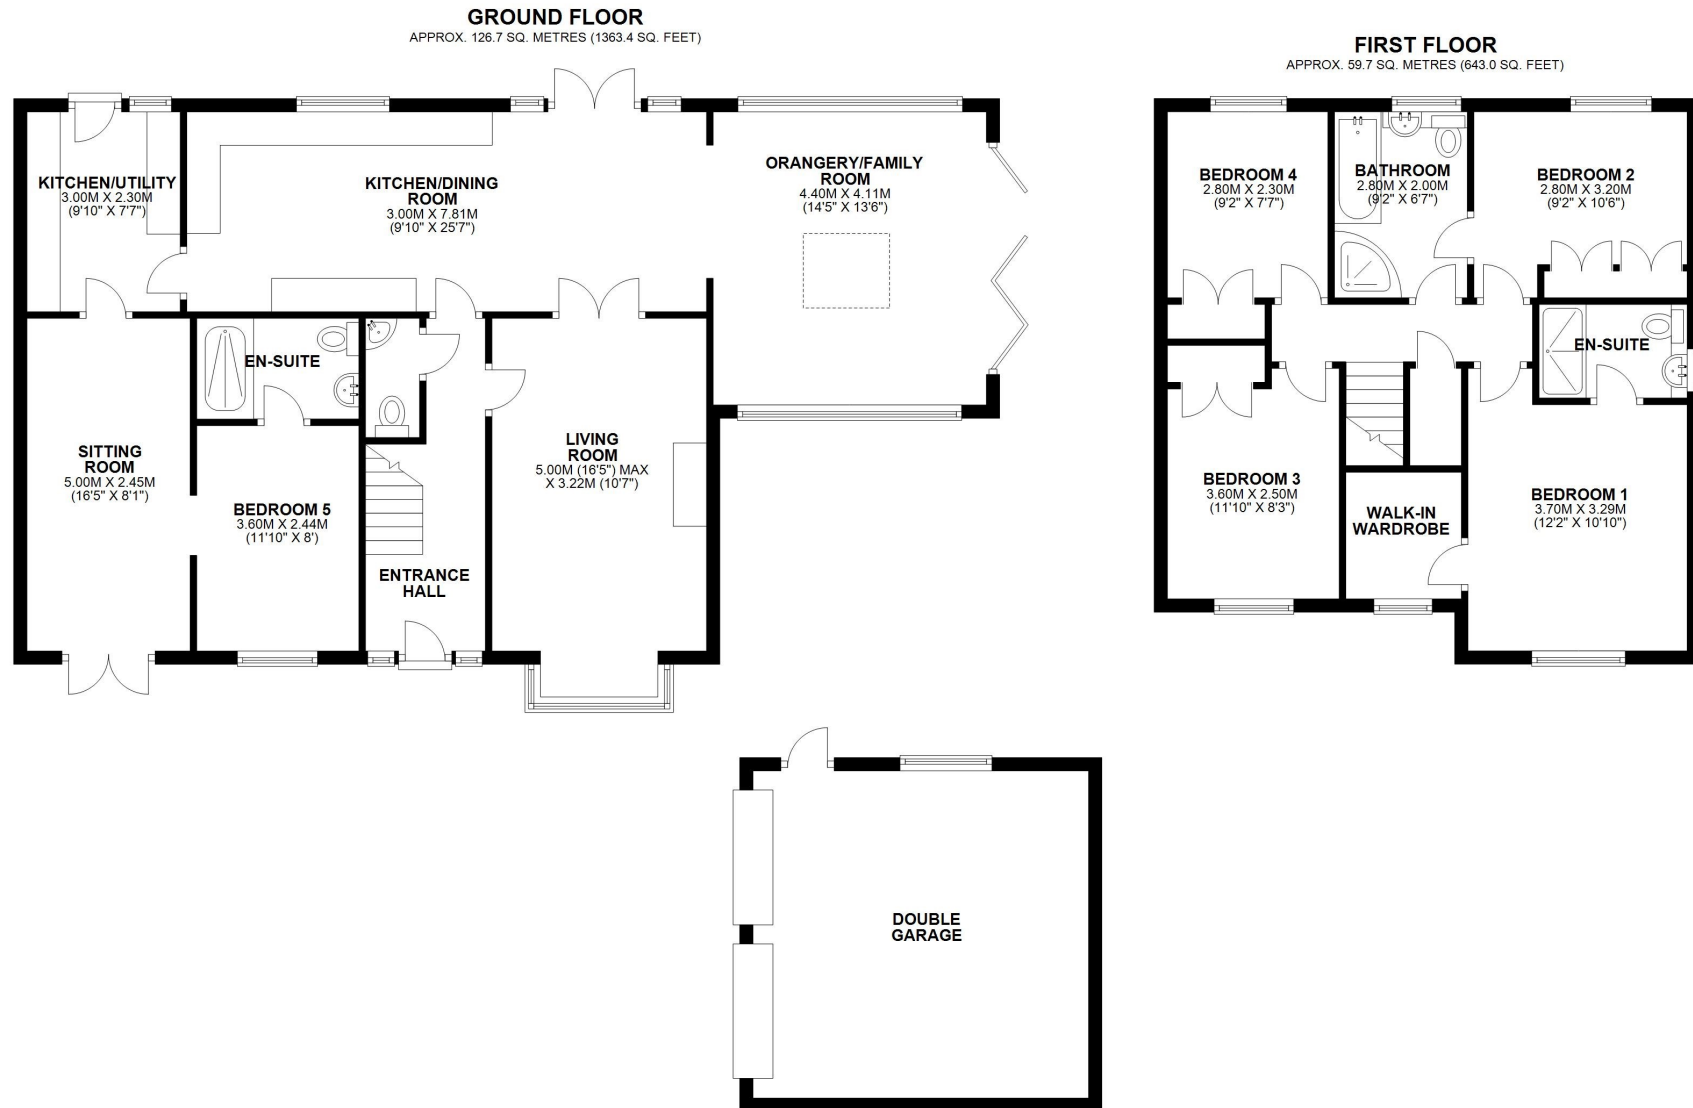 GROUND FLOOR
APPROX. 126.7 SQ. METRES (1363.4 SQ. FEET)
KITCHEN/UTILITY
3.00M X 2.30M
(9'10" X 7'7")
KITCHEN/DINING
ROOM
3.00M X 7.81M
(9'10" X 25'7")
ORANGERY/FAMILY
ROOM
4.40M X 4.11M
(14'5" X 13'6")
EN-SUITE
SITTING
ROOM
5.00M X 2.45M
(16'5" X 8'1")
BEDROOM 5
3.60M X 2.44M
(11'10" X 8')
ENTRANCE
HALL
LIVING
ROOM
5.00M (16'5") MAX
X 3.22M (10'7")
FIRST FLOOR
APPROX. 59.7 SQ. METRES (643.0 SQ. FEET)
BEDROOM 4
2.80M X 2.30M
(9'2" X 7'7")
BATHROOM
2.80M X 2.00M
(9'2" X 6'7")
BEDROOM 2
2.80M X 3.20M
(9'2" X 10'6")
EN-SUITE
BEDROOM 3
3.60M X 2.50M
(11'10" X 8'3")
WALK-IN
WARDROBE
BEDROOM 1
3.70M X 3.29M
(12'2" X 10'10")
DOUBLE
GARAGE